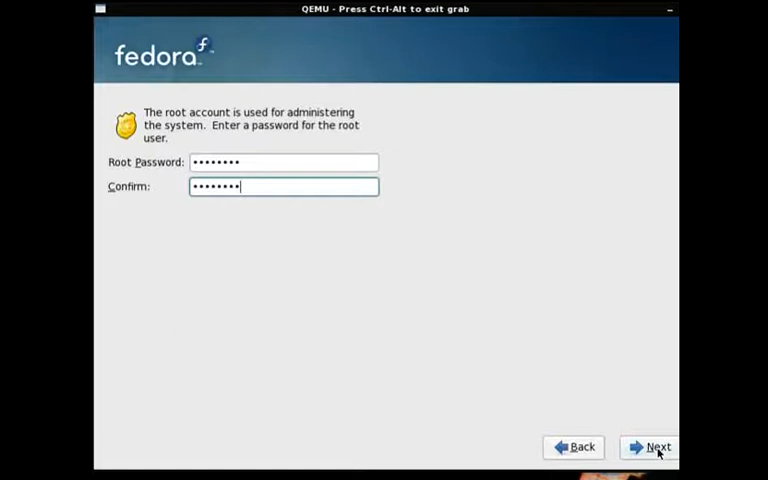 QEMU - Press Ctrl-Alt to exit grab
fedora
The root account is used for administering
the system. Enter a password for the root
user.
Root Password: ••••••••
Confirm: ••••••••
Back
Next